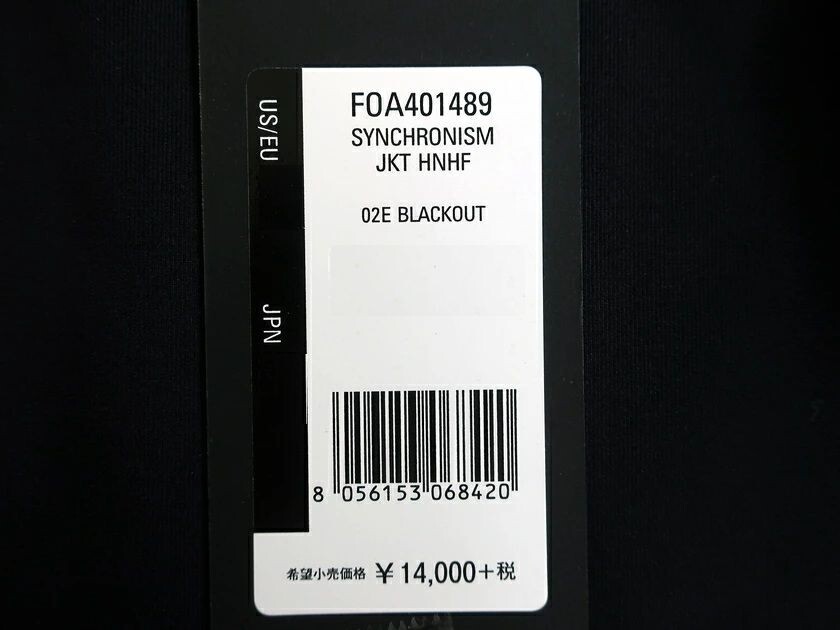 US/EU
JPN
FOA401489
SYNCHRONISM
JKT HNHF
02E BLACKOUT
8 056153 068420
希望小売価格 ¥14,000+税